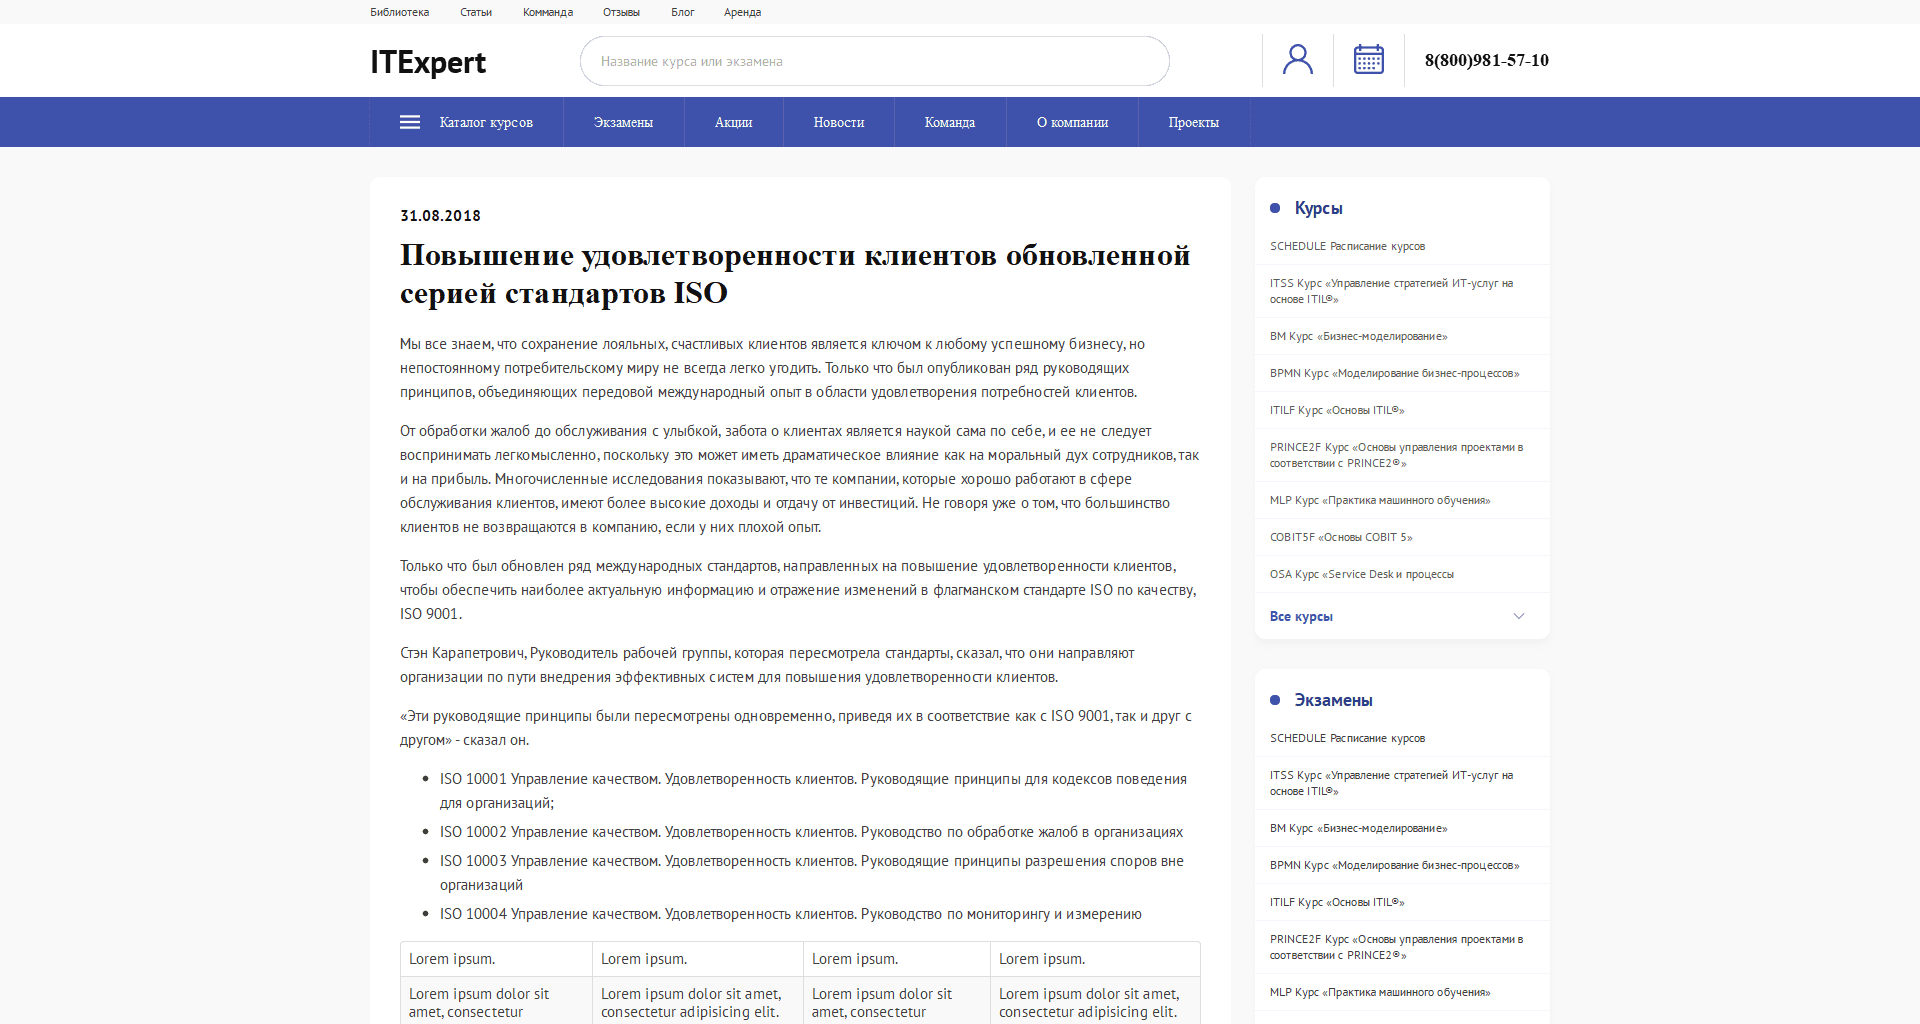 Библиотека Статьи Комманда Отзывы Блог Аренда
ITExpert
Название курса или экзамена
8(800)981-57-10
Каталог курсов Экзамены Акции Новости Команда О компании Проекты
31.08.2018
Повышение удовлетворенности клиентов обновленной
серией стандартов ISO
Мы все знаем, что сохранение лояльных, счастливых клиентов является ключом к любому успешному бизнесу, но
непостоянному потребительскому миру не всегда легко угодить. Только что был опубликован ряд руководящих
принципов, объединяющих передовой международный опыт в области удовлетворения потребностей клиентов.
От обработки жалоб до обслуживания с улыбкой, забота о клиентах является наукой сама по себе, и ее не следует
воспринимать легкомысленно, поскольку это может иметь драматическое влияние как на моральный дух сотрудников, так
и на прибыль. Многочисленные исследования показывают, что те компании, которые хорошо работают в сфере
обслуживания клиентов, имеют более высокие доходы и отдачу от инвестиций. Не говоря уже о том, что большинство
клиентов не возвращаются в компанию, если у них плохой опыт.
Только что был обновлен ряд международных стандартов, направленных на повышение удовлетворенности клиентов,
чтобы обеспечить наиболее актуальную информацию и отражение изменений в флагманском стандарте ISO по качеству,
ISO 9001.
Стэн Карапетрович, Руководитель рабочей группы, которая пересмотрела стандарты, сказал, что они направляют
организации по пути внедрения эффективных систем для повышения удовлетворенности клиентов.
«Эти руководящие принципы были пересмотрены одновременно, приведя их в соответствие как с ISO 9001, так и друг с
другом» - сказал он.
• ISO 10001 Управление качеством. Удовлетворенность клиентов. Руководящие принципы для кодексов поведения
для организаций;
• ISO 10002 Управление качеством. Удовлетворенность клиентов. Руководство по обработке жалоб в организациях
• ISO 10003 Управление качеством. Удовлетворенность клиентов. Руководящие принципы разрешения споров вне
организаций
• ISO 10004 Управление качеством. Удовлетворенность клиентов. Руководство по мониторингу и измерению
Lorem ipsum. Lorem ipsum. Lorem ipsum. Lorem ipsum.
Lorem ipsum dolor sit Lorem ipsum dolor sit amet, Lorem ipsum dolor sit Lorem ipsum dolor sit amet,
amet, consectetur consectetur adipisicing elit. amet, consectetur consectetur adipisicing elit.
Курсы
SCHEDULE Расписание курсов
ITSS Курс «Управление стратегией ИТ-услуг на
основе ITIL®»
BM Курс «Бизнес-моделирование»
BPMN Курс «Моделирование бизнес-процессов»
ITILF Курс «Основы ITIL®»
PRINCE2F Курс «Основы управления проектами в
соответствии с PRINCE2®»
MLP Курс «Практика машинного обучения»
COBIT5F «Основы COBIT 5»
OSA Курс «Service Desk и процессы
Все курсы
Экзамены
SCHEDULE Расписание курсов
ITSS Курс «Управление стратегией ИТ-услуг на
основе ITIL®»
BM Курс «Бизнес-моделирование»
BPMN Курс «Моделирование бизнес-процессов»
ITILF Курс «Основы ITIL®»
PRINCE2F Курс «Основы управления проектами в
соответствии с PRINCE2®»
MLP Курс «Практика машинного обучения»